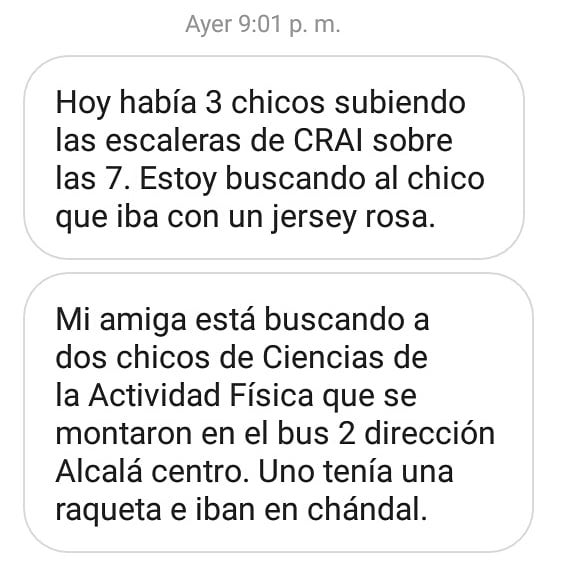 Ayer 9:01 p. m.
Hoy había 3 chicos subiendo
las escaleras de CRAI sobre
las 7. Estoy buscando al chico
que iba con un jersey rosa.
Mi amiga está buscando a
dos chicos de Ciencias de
la Actividad Física que se
montaron en el bus 2 dirección
Alcalá centro. Uno tenía una
raqueta e iban en chándal.